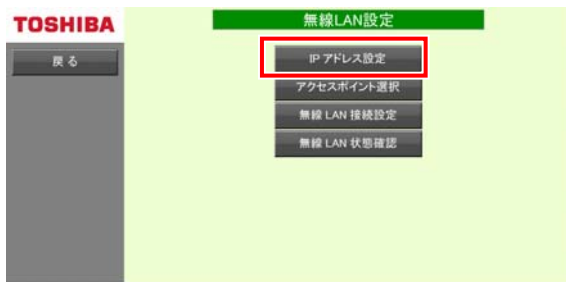 TOSHIBA
無線LAN設定
戻る
IP アドレス設定
アクセスポイント選択
無線 LAN 接続設定
無線 LAN 状態確認